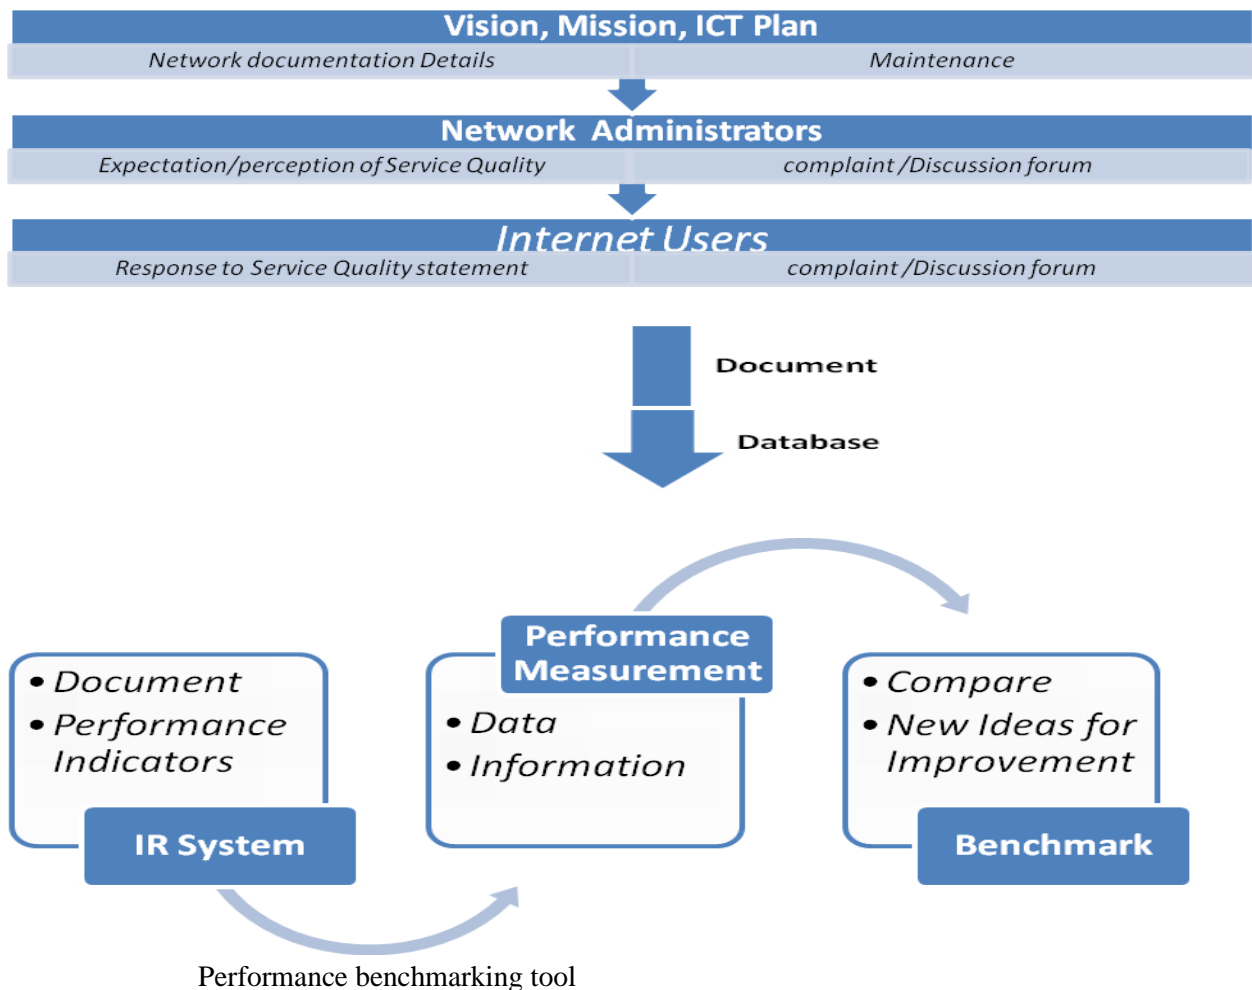 Vision, Mission, ICT Plan
Network documentation Details
Maintenance
Network Administrators
Expectation/perception of Service Quality
complaint /Discussion forum
Internet Users
Response to Service Quality statement
complaint /Discussion forum
Document
Database
• Document
• Performance
Indicators
IR System
Performance
Measurement
• Data
• Information
• Compare
• New Ideas for
Improvement
Benchmark
Performance benchmarking tool